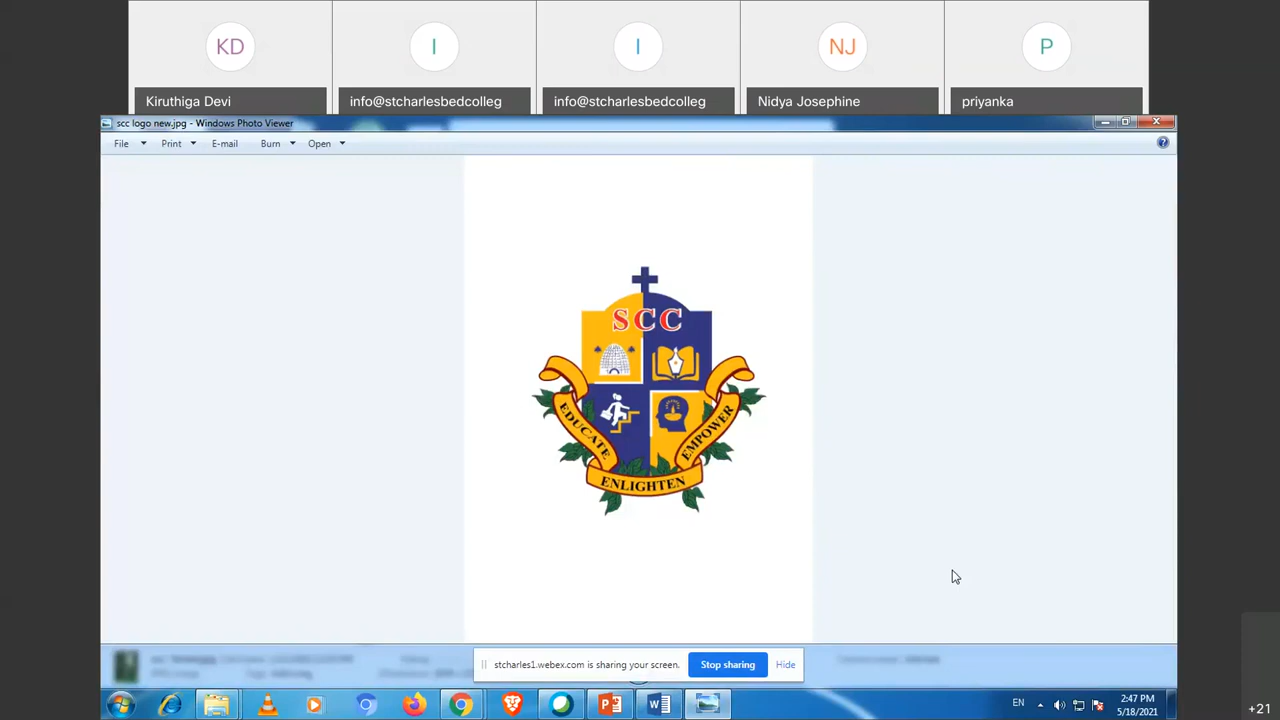 KD
I
I
NJ
P
Kiruthiga Devi
info@stcharlesbedcolleg
info@stcharlesbedcolleg
Nidya Josephine
priyanka
scc logo new.jpg - Windows Photo Viewer
File
Print
E-mail
Burn
Open
SCC
EDUCATE
EMPOWER
ENLIGHTEN
stcharles1.webex.com is sharing your screen.
Stop sharing
Hide
EN
2:47 PM
5/18/2021
+21